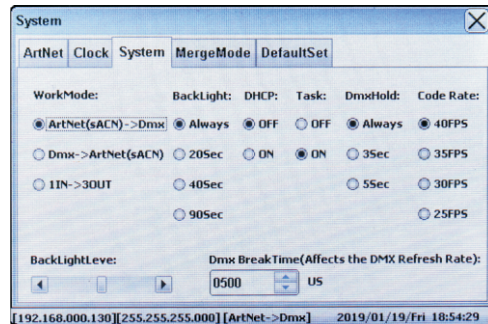 System
ArtNet Clock System MergeMode DefaultSet
WorkMode: BackLight: DHCP: Task: DmxHold: Code Rate:
ArtNet(sACN)->Dmx Always OFF OFF Always 40FPS
Dmx->ArtNet(sACN) 20Sec ON ON 3Sec 35FPS
1IN->3OUT 40Sec 5Sec 30FPS
90Sec 25FPS
BackLightLeve: Dmx BreakTime(Affects the DMX Refresh Rate):
0500 US
[192.168.000.130][255.255.255.000] [ArtNet->Dmx] 2019/01/19/Fri 18:54:29